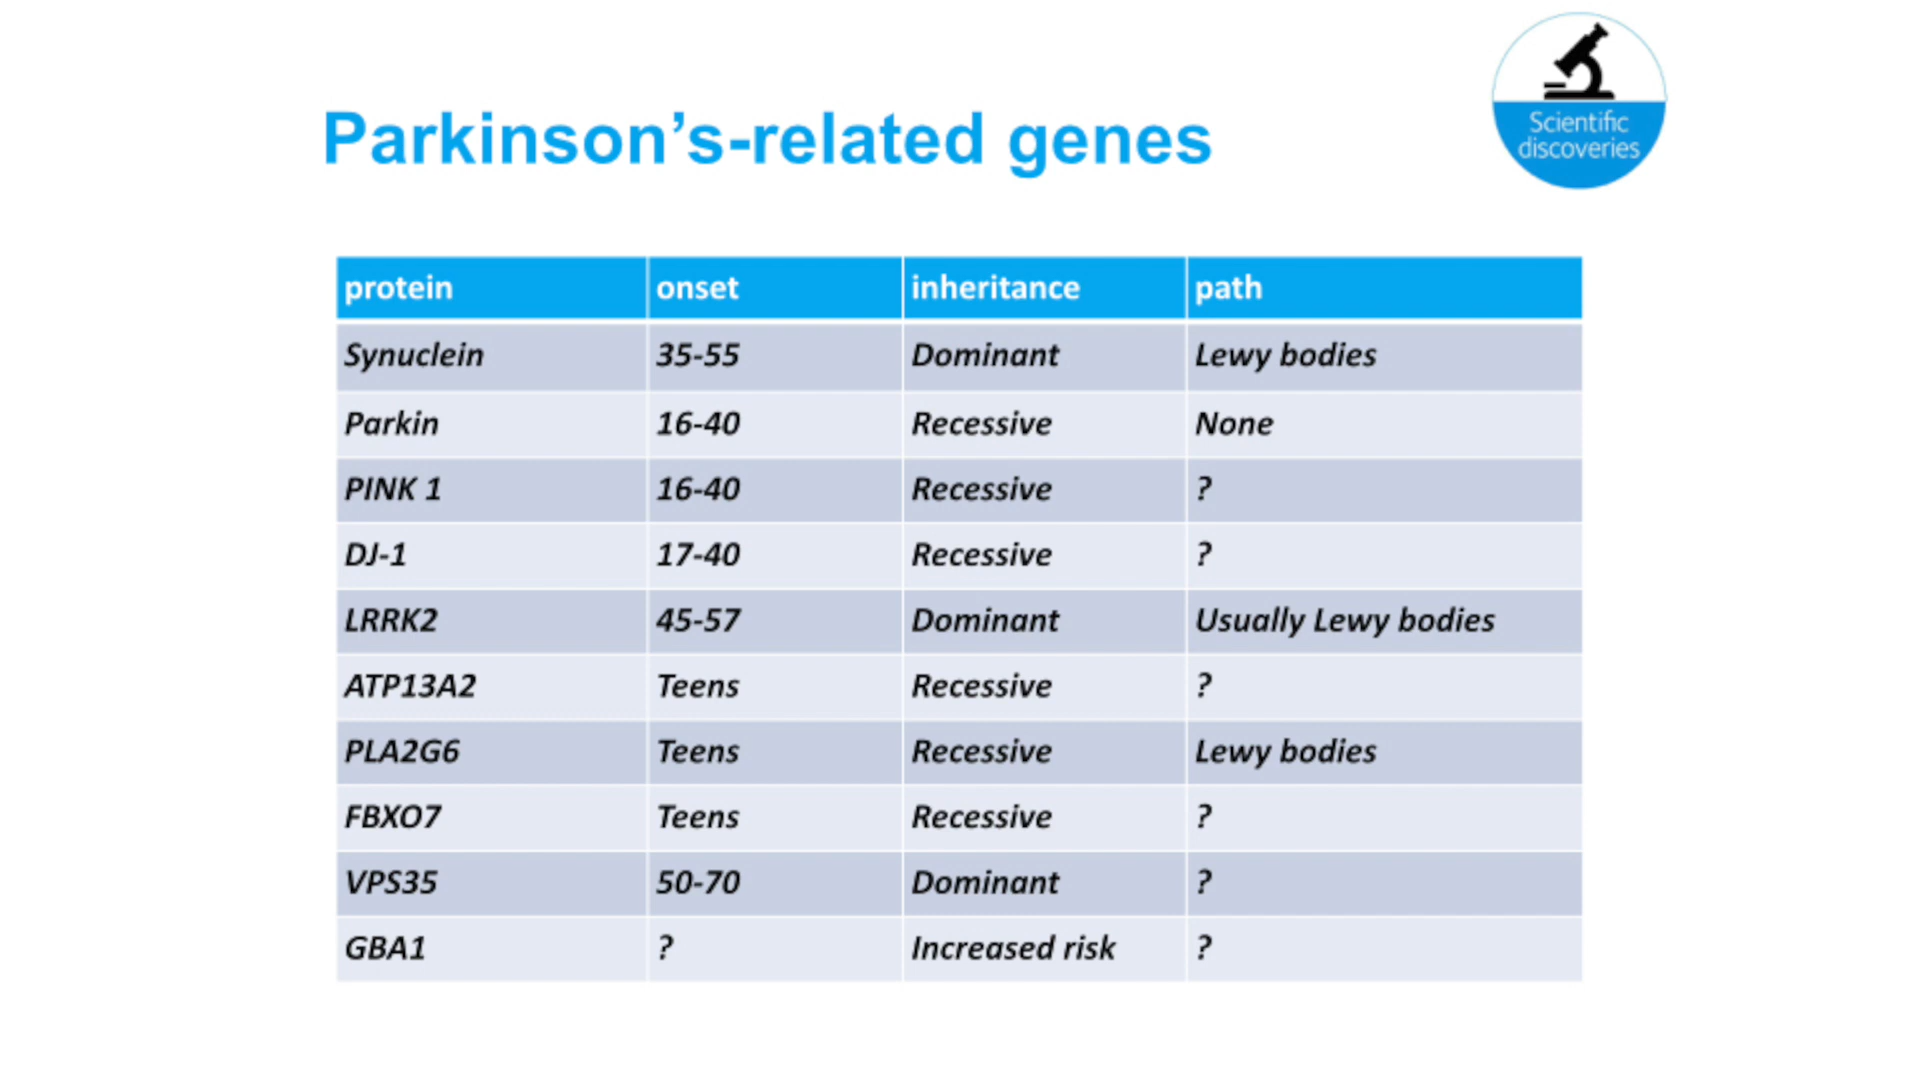 Scientific
discoveries
Parkinson’s-related genes
protein onset inheritance path
Synuclein 35-55 Dominant Lewy bodies
Parkin 16-40 Recessive None
PINK 1 16-40 Recessive ?
DJ-1 17-40 Recessive ?
LRRK2 45-57 Dominant Usually Lewy bodies
ATP13A2 Teens Recessive ?
PLA2G6 Teens Recessive Lewy bodies
FBXO7 Teens Recessive ?
VPS35 50-70 Dominant ?
GBA1 ? Increased risk ?